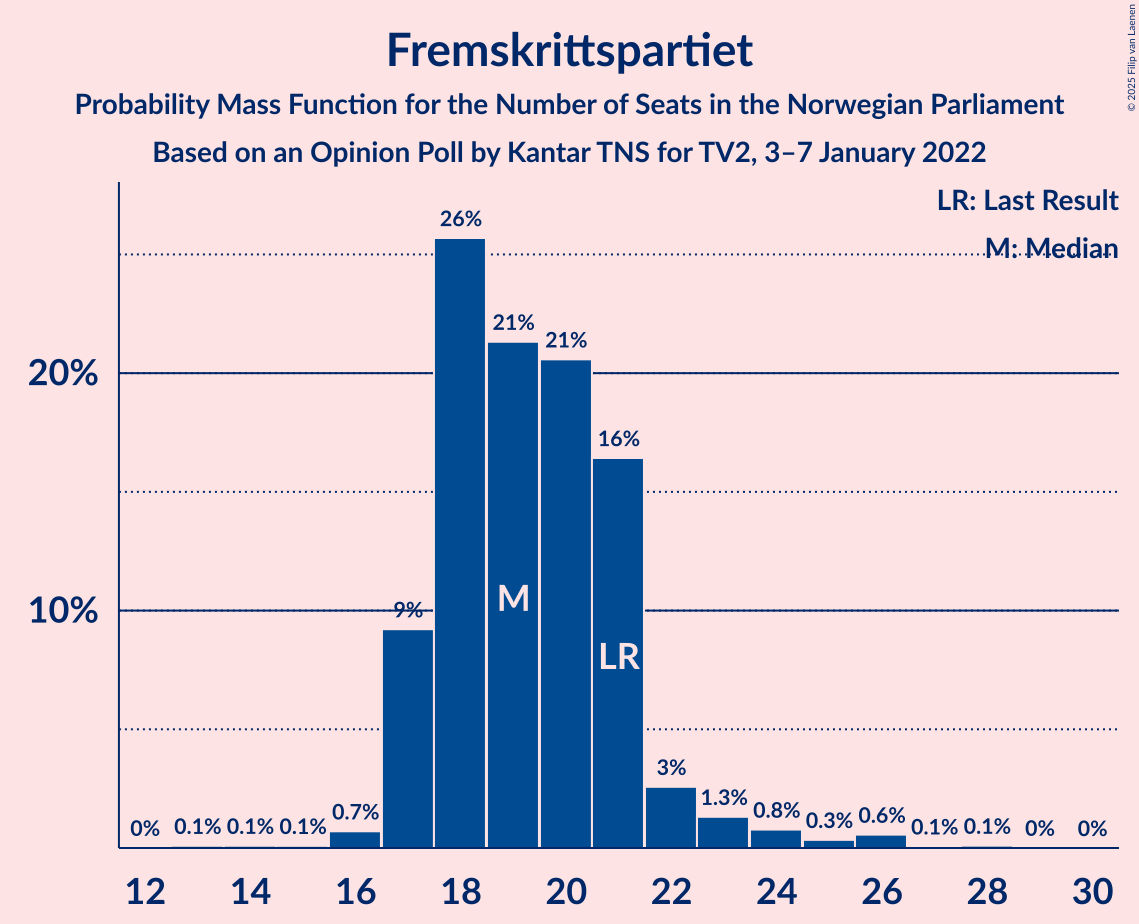 Fremskrittspartiet
Probability Mass Function for the Number of Seats in the Norwegian Parliament
Based on an Opinion Poll by Kantar TNS for TV2, 3–7 January 2022
© 2025 Filip van Laenen
LR: Last Result
M: Median
20%
10%
0%
0.1%
0.1%
0.1%
0.7%
9%
26%
21%
21%
16%
3%
1.3%
0.8%
0.3%
0.6%
0.1%
0.1%
0%
0%
M
LR
12 14 16 18 20 22 24 26 28 30